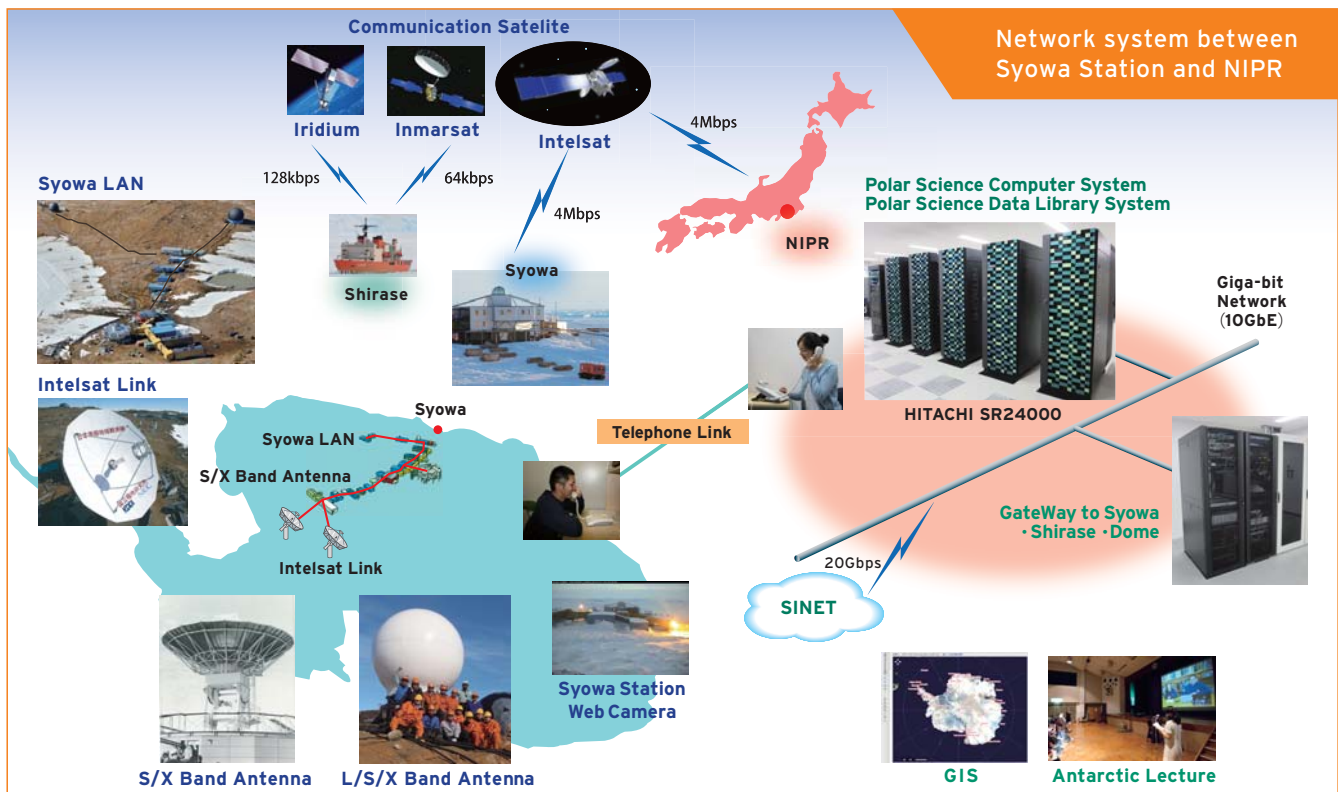 Network system between
Syowa Station and NIPR
Communication Satelite
Iridium
Inmarsat
Intelsat
128kbps
64kbps
4Mbps
4Mbps
Syowa LAN
Shirase
Syowa
NIPR
Polar Science Computer System
Polar Science Data Library System
Giga-bit
Network
(10GbE)
HITACHI SR24000
Intelsat Link
Syowa
Syowa LAN
S/X Band Antenna
Intelsat Link
Telephone Link
GateWay to Syowa
・Shirase ・Dome
20Gbps
SINET
Syowa Station
Web Camera
S/X Band Antenna
L/S/X Band Antenna
GIS
Antarctic Lecture